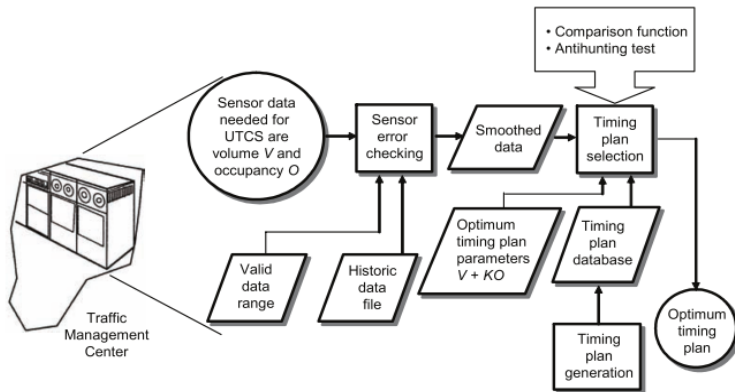 • Comparison function
• Antihunting test
Sensor data
needed for
UTCS are
volume V and
occupancy O
Sensor
error
checking
Smoothed
data
Timing
plan
selection
Valid
data
range
Historic
data
file
Optimum
timing plan
parameters
V + KO
Timing
plan
database
Timing
plan
generation
Optimum
timing
plan
Traffic
Management
Center